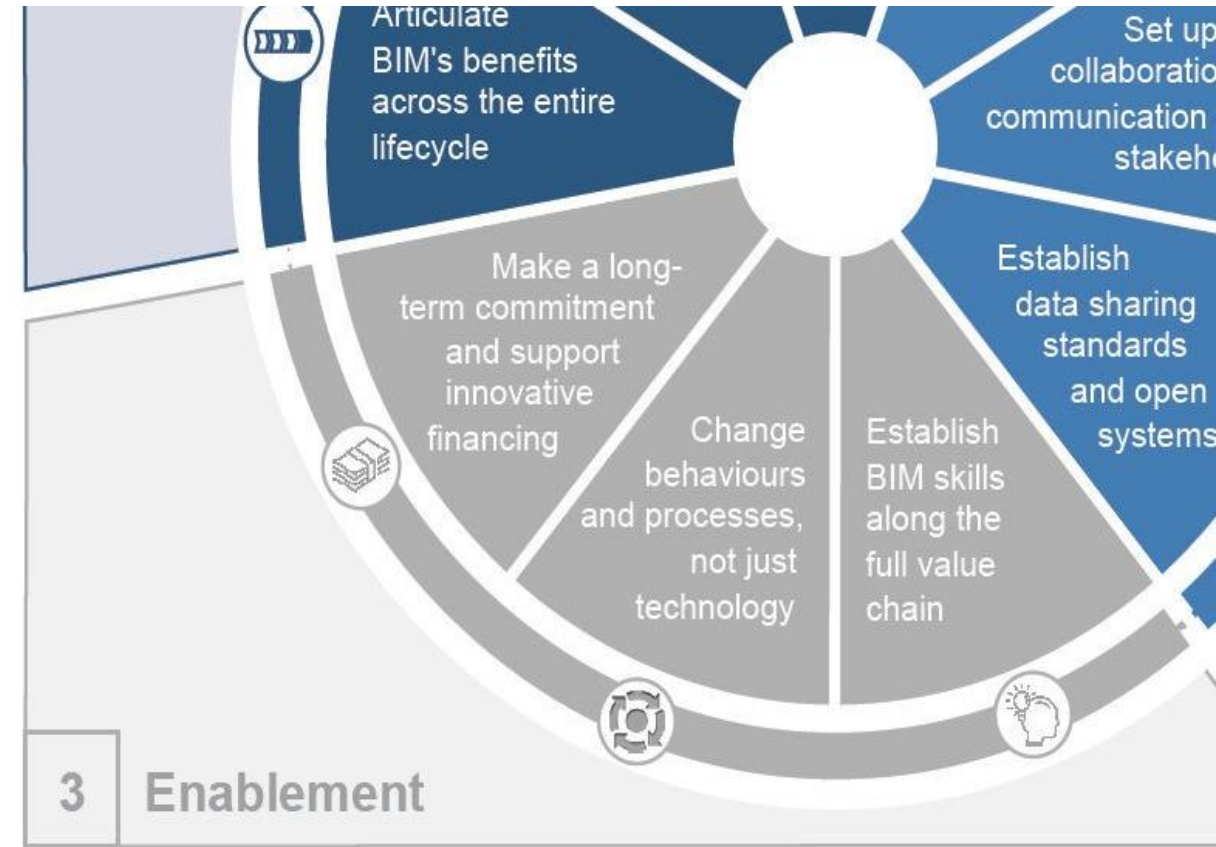 Articulate
BIM's benefits
across the entire
lifecycle
Set up
communication
Establish
data sharing
standards
and open
systems
Make a long-
term commitment
and support
innovative
financing
Change
behaviours
and processes,
not just
technology
Establish
BIM skills
along the
full value
chain
3 Enablement